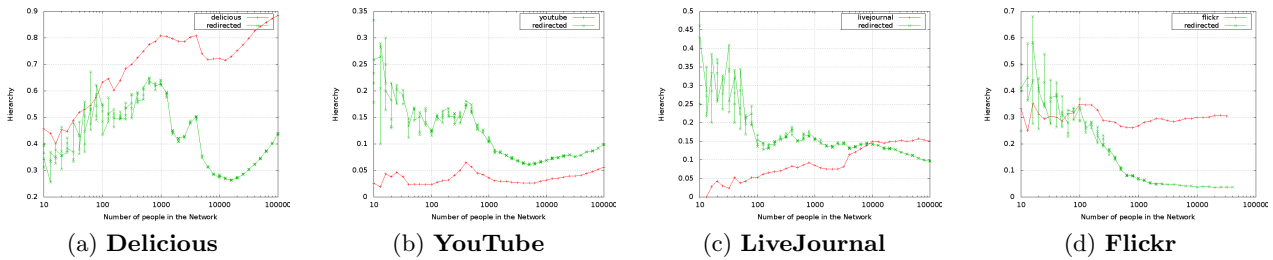 delicious
redirected
Hierarchy
0.9
0.8
0.7
0.6
0.5
0.4
0.3
0.2
10
100
1000
10000
100000
Number of people in the Network
(a) Delicious
youtube
redirected
Hierarchy
0.35
0.3
0.25
0.2
0.15
0.1
0.05
0
10
100
1000
10000
100000
Number of people in the Network
(b) YouTube
livejournal
redirected
Hierarchy
0.5
0.45
0.4
0.35
0.3
0.25
0.2
0.15
0.1
0.05
0
10
100
1000
10000
100000
Number of people in the Network
(c) LiveJournal
flickr
redirected
Hierarchy
0.7
0.6
0.5
0.4
0.3
0.2
0.1
0
10
100
1000
10000
100000
Number of people in the Network
(d) Flickr